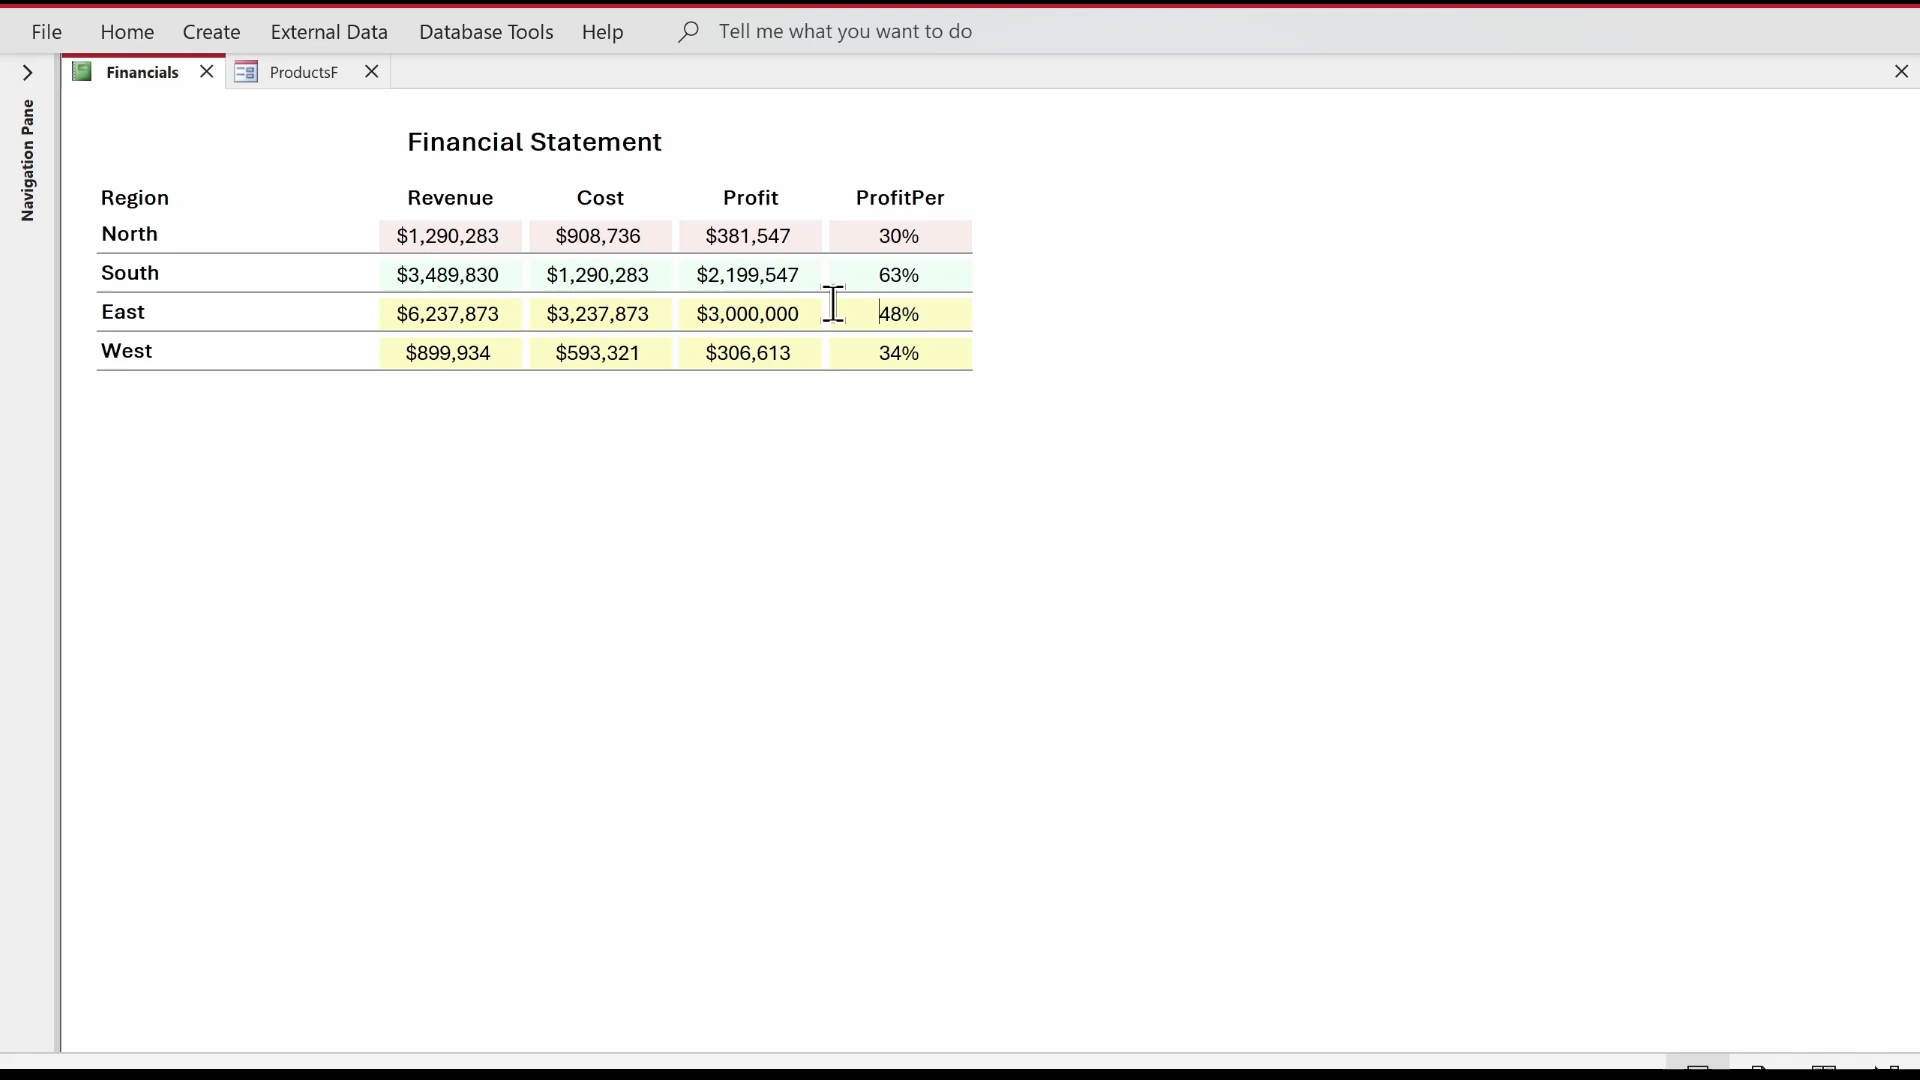 File Home Create External Data Database Tools Help Tell me what you want to do
Financials ProductsF
Navigation Pane
Financial Statement
Region Revenue Cost Profit ProfitPer
North $1,290,283 $908,736 $381,547 30%
South $3,489,830 $1,290,283 $2,199,547 63%
East $6,237,873 $3,237,873 $3,000,000 48%
West $899,934 $593,321 $306,613 34%